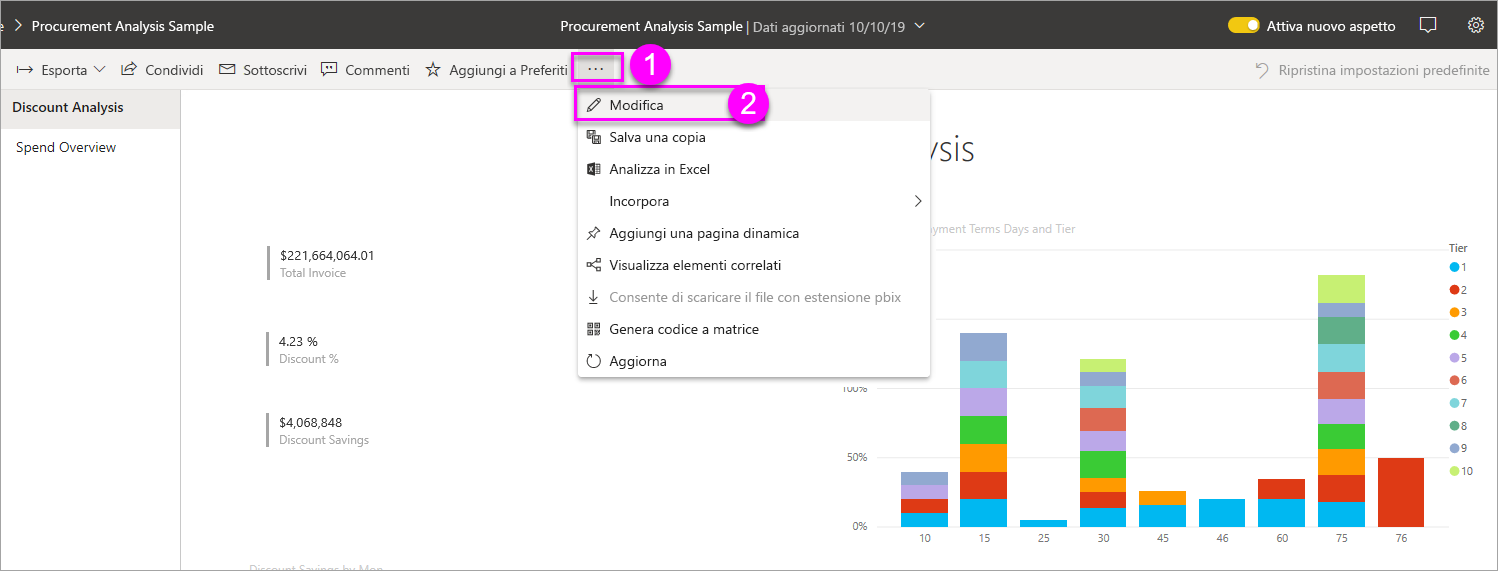 Procurement Analysis Sample
Procurement Analysis Sample | Dati aggiornati 10/10/19
Attiva nuovo aspetto
Esporta
Condividi
Sottoscrivi
Commenti
Aggiungi a Preferiti
...
1
Ripristina impostazioni predefinite
Discount Analysis
Spend Overview
Modifica
2
Salva una copia
Analizza in Excel
Incorpora
Aggiungi una pagina dinamica
Visualizza elementi correlati
Consente di scaricare il file con estensione pbix
Genera codice a matrice
Aggiorna
$221,664,064.01
Total Invoice
4.23 %
Discount %
$4,068,848
Discount Savings
Terms Days and Tier
Tier
1
2
3
4
5
6
7
8
9
10
100%
50%
0%
10
15
25
30
45
46
60
75
76
Discount Savings by